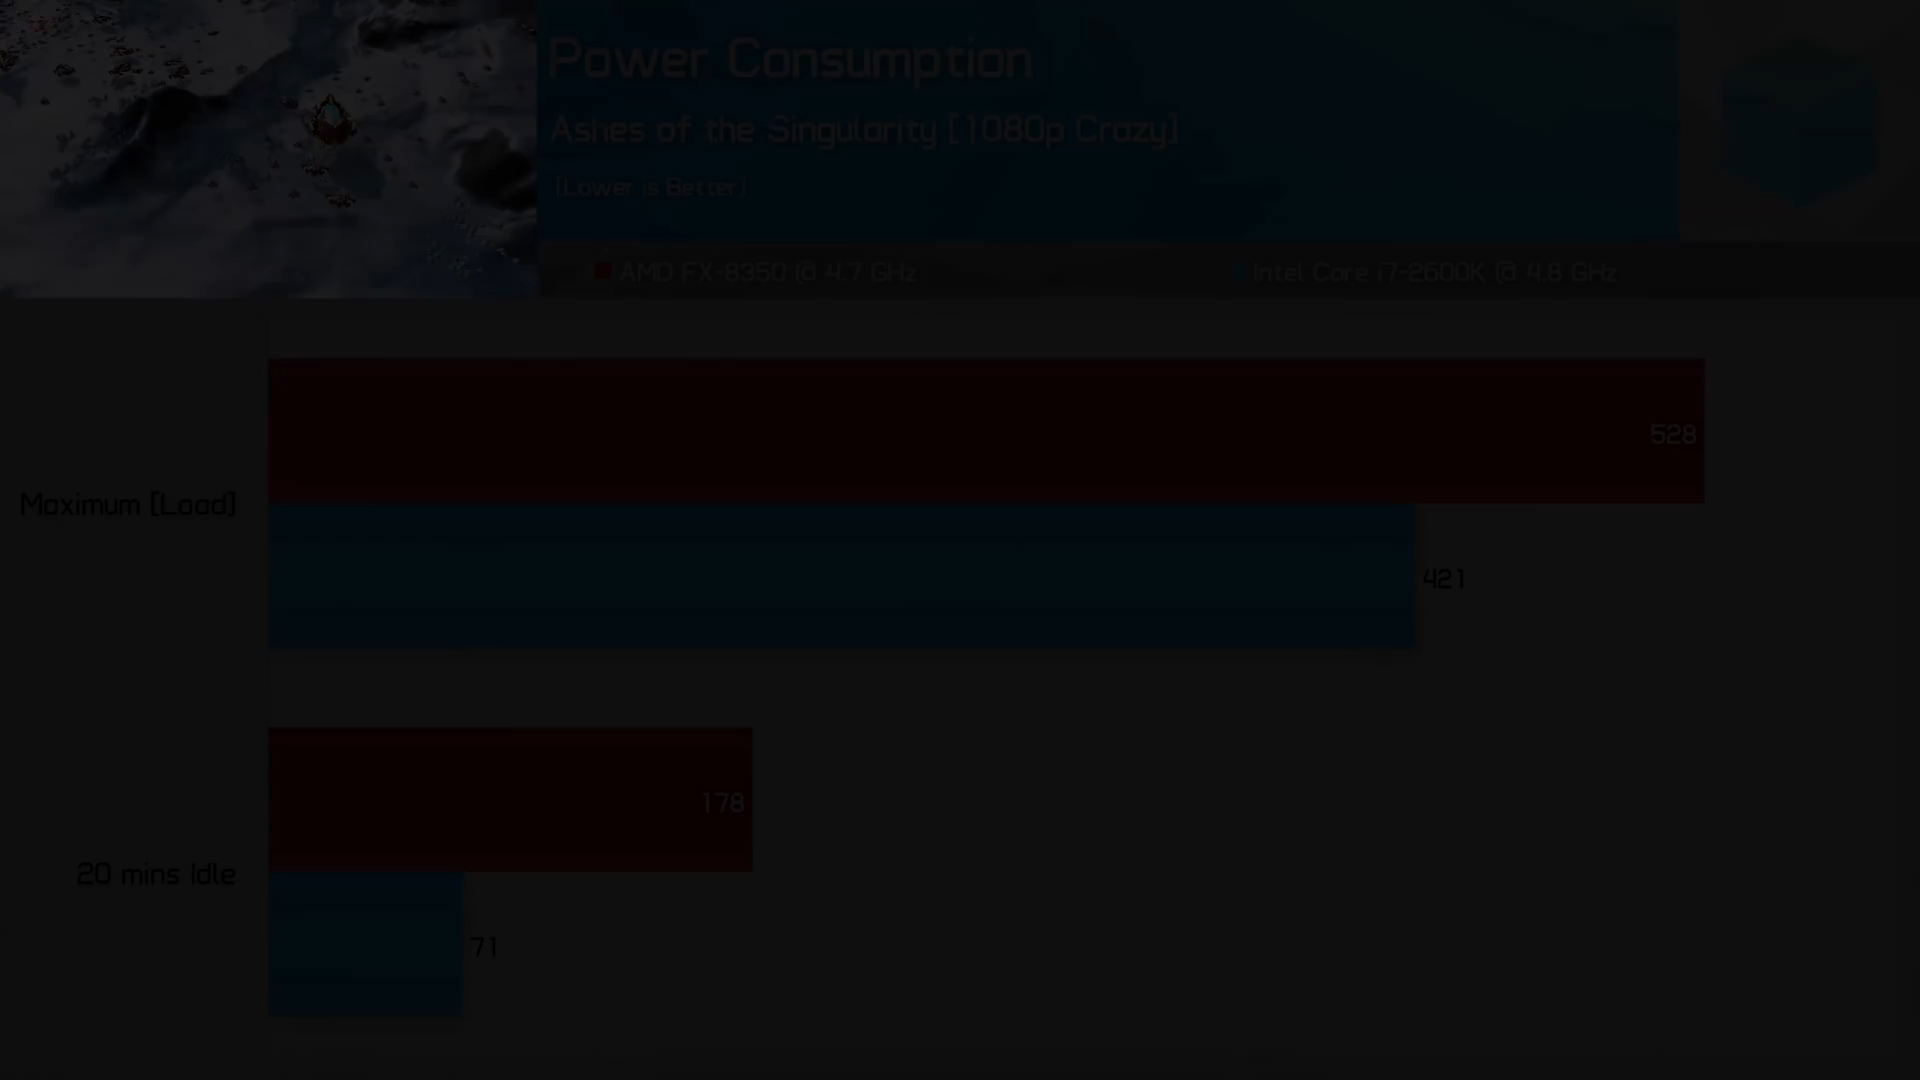 Power Consumption
Ashes of the Singularity [1080p Crazy]
[Lower is Better]
AMD FX-8350 @ 4.7 GHz
Intel Core i7-2600K @ 4.8 GHz
528
Maximum [Load]
421
178
20 mins Idle
71